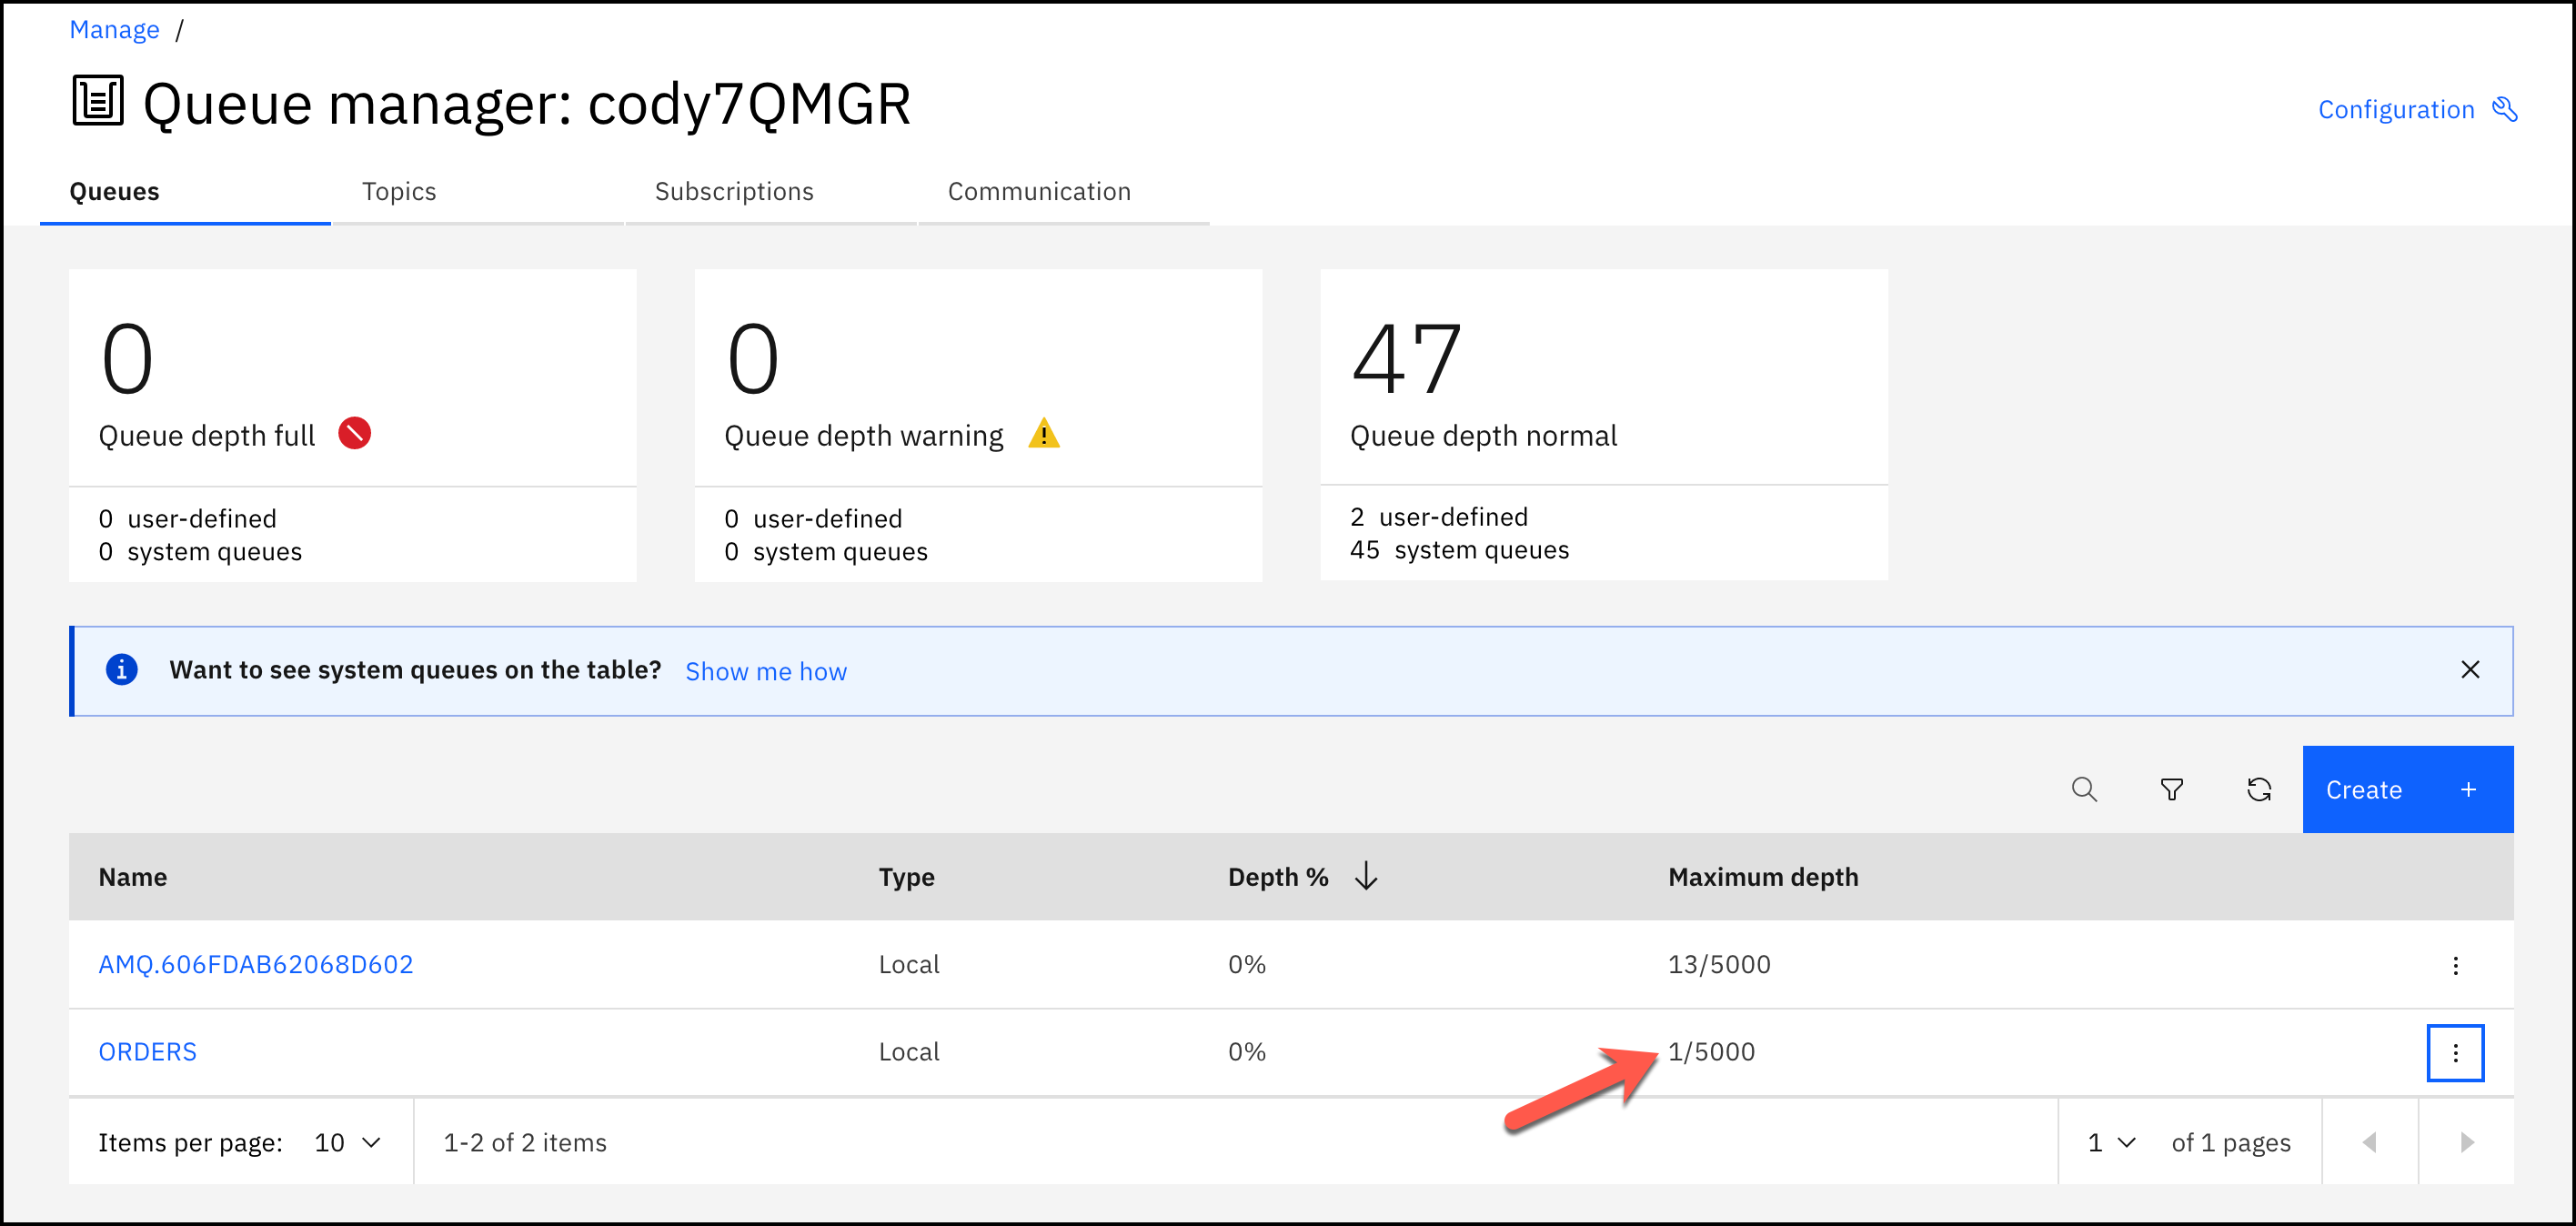 Manage /
Queue manager: cody7QMGR
Configuration
Queues Topics Subscriptions Communication
0
Queue depth full
0 user-defined
0 system queues
0
Queue depth warning
0 user-defined
0 system queues
47
Queue depth normal
2 user-defined
45 system queues
Want to see system queues on the table? Show me how
Create +
Name Type Depth % Maximum depth
AMQ.606FDAB62068D602 Local 0% 13/5000
ORDERS Local 0% 1/5000
Items per page: 10 1-2 of 2 items 1 of 1 pages